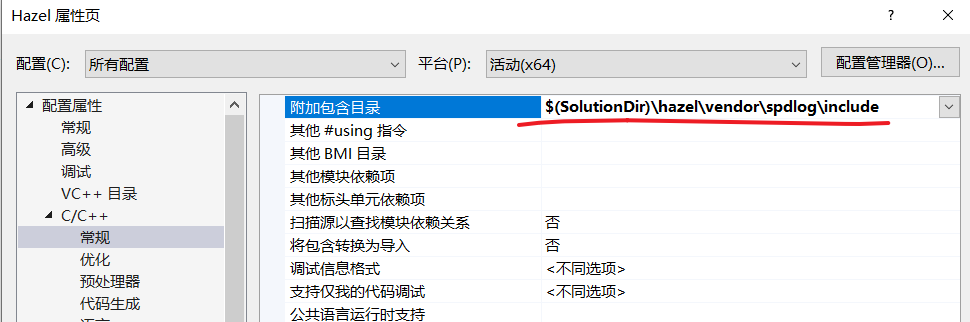 Hazel 属性页
? ×
配置(C): 所有配置 平台(P): 活动(x64) 配置管理器(O)...
配置属性
常规
高级
调试
VC++ 目录
C/C++
常规
优化
预处理器
代码生成
附加包含目录 $(SolutionDir)\hazel\vendor\spdlog\include
其他 #using 指令
其他 BMI 目录
其他模块依赖项
其他标头单元依赖项
扫描源以查找模块依赖关系 否
将包含转换为导入 否
调试信息格式 <不同选项>
支持仅我的代码调试 <不同选项>
公共语言运行时支持